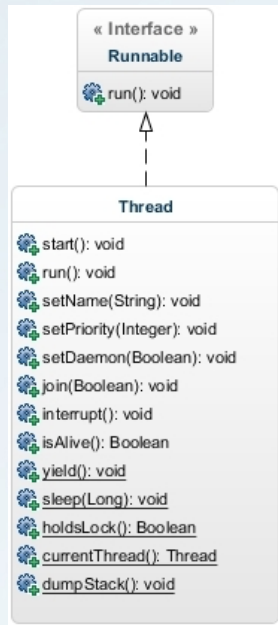 « Interface »
Runnable
run(): void
Thread
start(): void
run(): void
setName(String): void
setPriority(Integer): void
setDaemon(Boolean): void
join(Boolean): void
interrupt(): void
isAlive(): Boolean
yield(): void
sleep(Long): void
holdsLock(): Boolean
currentThread(): Thread
dumpStack(): void